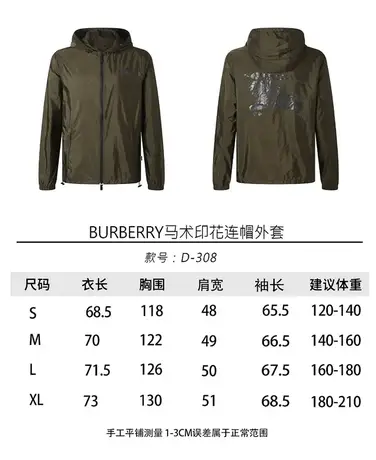 BURBERRY马术印花连帽外套
款号：D-308
尺码 衣长 胸围 肩宽 袖长 建议体重
S 68.5 118 48 65.5 120-140
M 70 122 49 66.5 140-160
L 71.5 126 50 67.5 160-180
XL 73 130 51 68.5 180-210
手工平铺测量 1-3CM误差属于正常范围